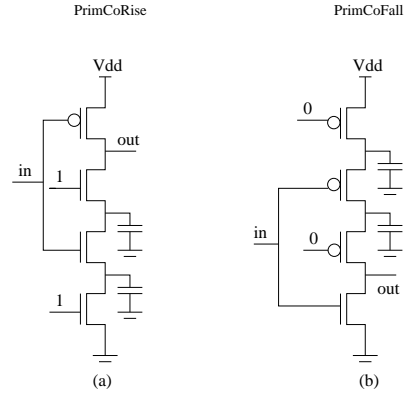 PrimCoRise
PrimCoFall
Vdd
Vdd
0
out
in
1
in
0
1
out
(a)
(b)